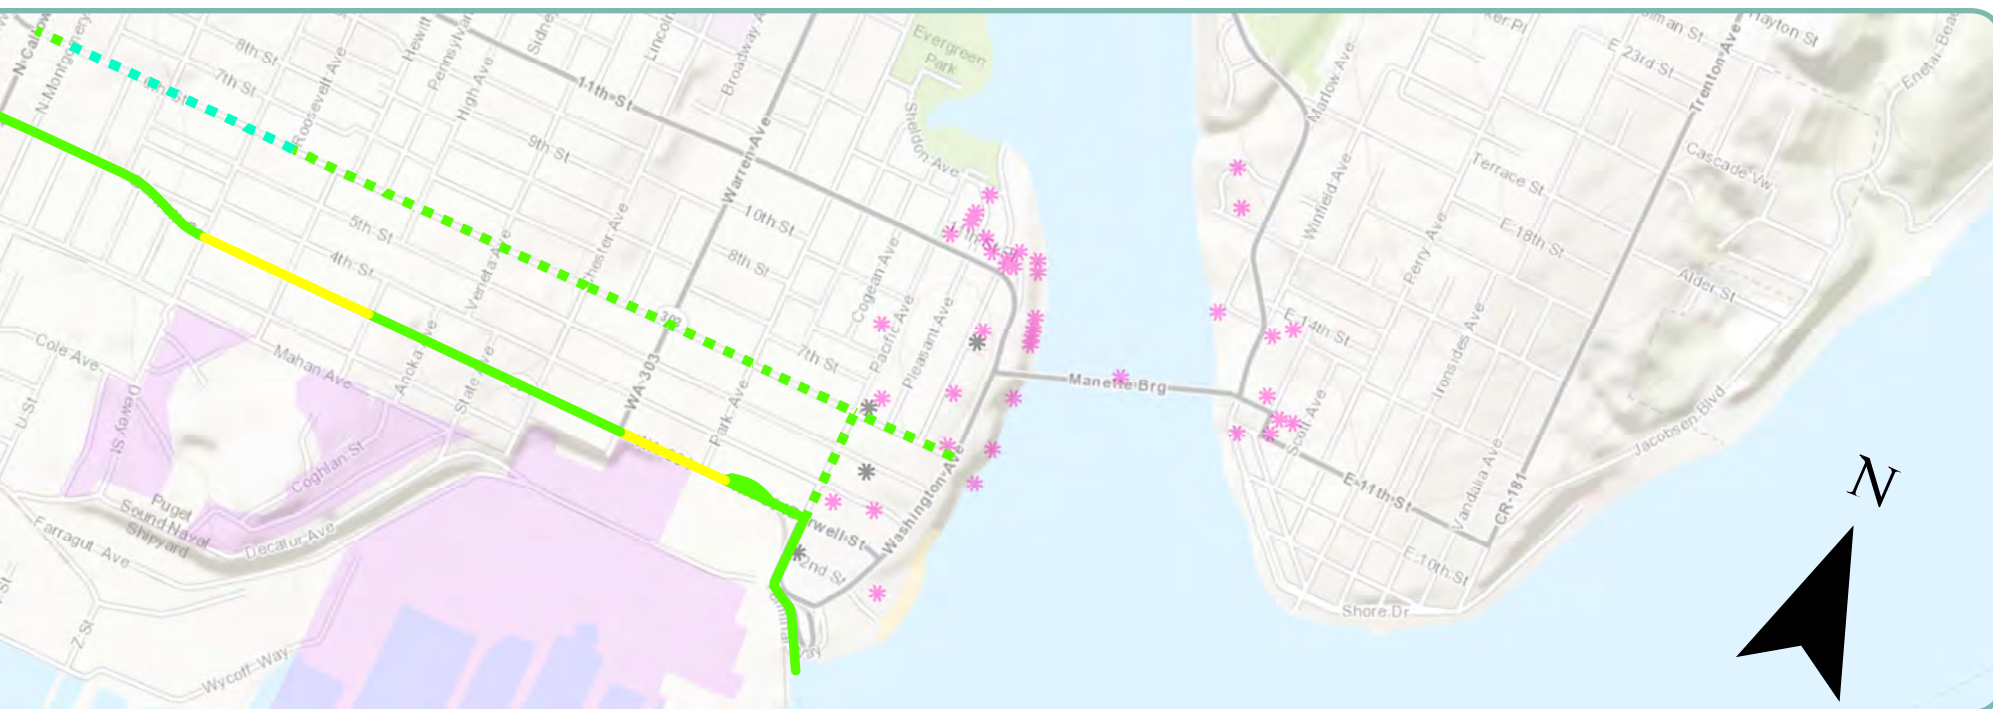 N Montgomery
8th St
7th St
Roosevelt Ave
Hewitt
Pennsylvan
High Ave
11th St
Sidney
Lincoln
Broadway A
Evergreen
Park
Sheldon Ave
Warren Ave
9th St
10th St
8th St
5th St
4th St
Veneta Ave
303
Cogean Ave
Pacific Ave
Pleasant Ave
7th St
Cole Ave
Mahan Ave
Anoka Ave
State Ave
WA-303
Park Ave
U St
Dewey St
Coghlan St
Puget
Sound Naval
Shipyard
Decatur Ave
Farragut Ave
Z St
Wycoff Way
Washington Ave
2nd St
Manette Brg
Marlow Ave
Winfield Ave
Perry Ave
E 14th St
Ironsides Ave
Scott Ave
E 11th St
Vandalia Ave
CR-181
E 10th St
Shore Dr
Jacobsen Blvd
Alder St
E 18th St
Terrace St
Cascade Vw
E 23rd St
Trenton Ave
Hayton St
Enetai Bea
N